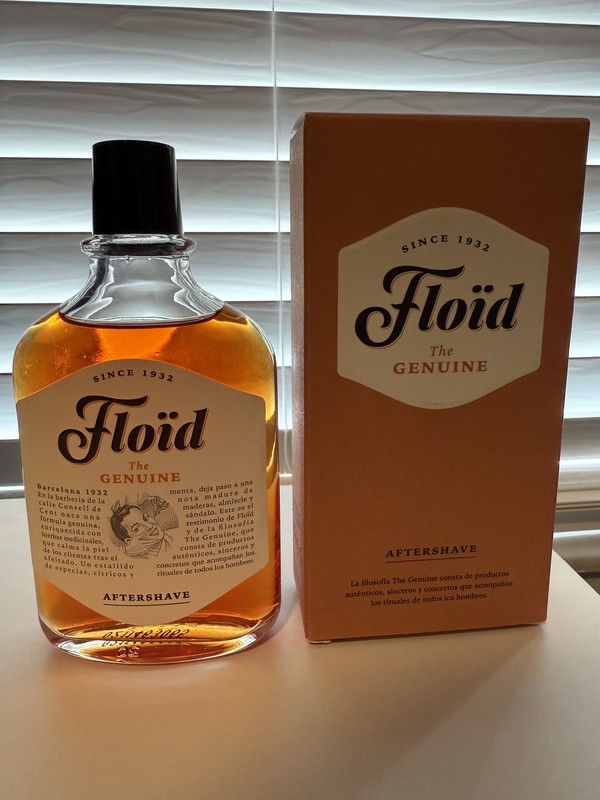 SINCE 1932
Floïd
The
GENUINE
Barcelona 1932
En la barbería de la
calle Consell de
Cent nace una
fórmula genuina,
enriquecida con
hierbas medicinales,
que calma la piel
de los clientes tras el
afeitado. Un estallido
de especias, cítricos y
menta, deja paso a una
nota madura de
maderas, almizcle y
sándalo. Este es el
testimonio de Floïd
y de la filosofía
The Genuine, que
consta de productos
auténticos, sinceros y
concretos que acompañan los
rituales de todos los hombres.
AFTERSHAVE
SINCE 1932
Floïd
The
GENUINE
AFTERSHAVE
La filosofía The Genuine consta de productos
auténticos, sinceros y concretos que acompañan
los rituales de todos los hombres.